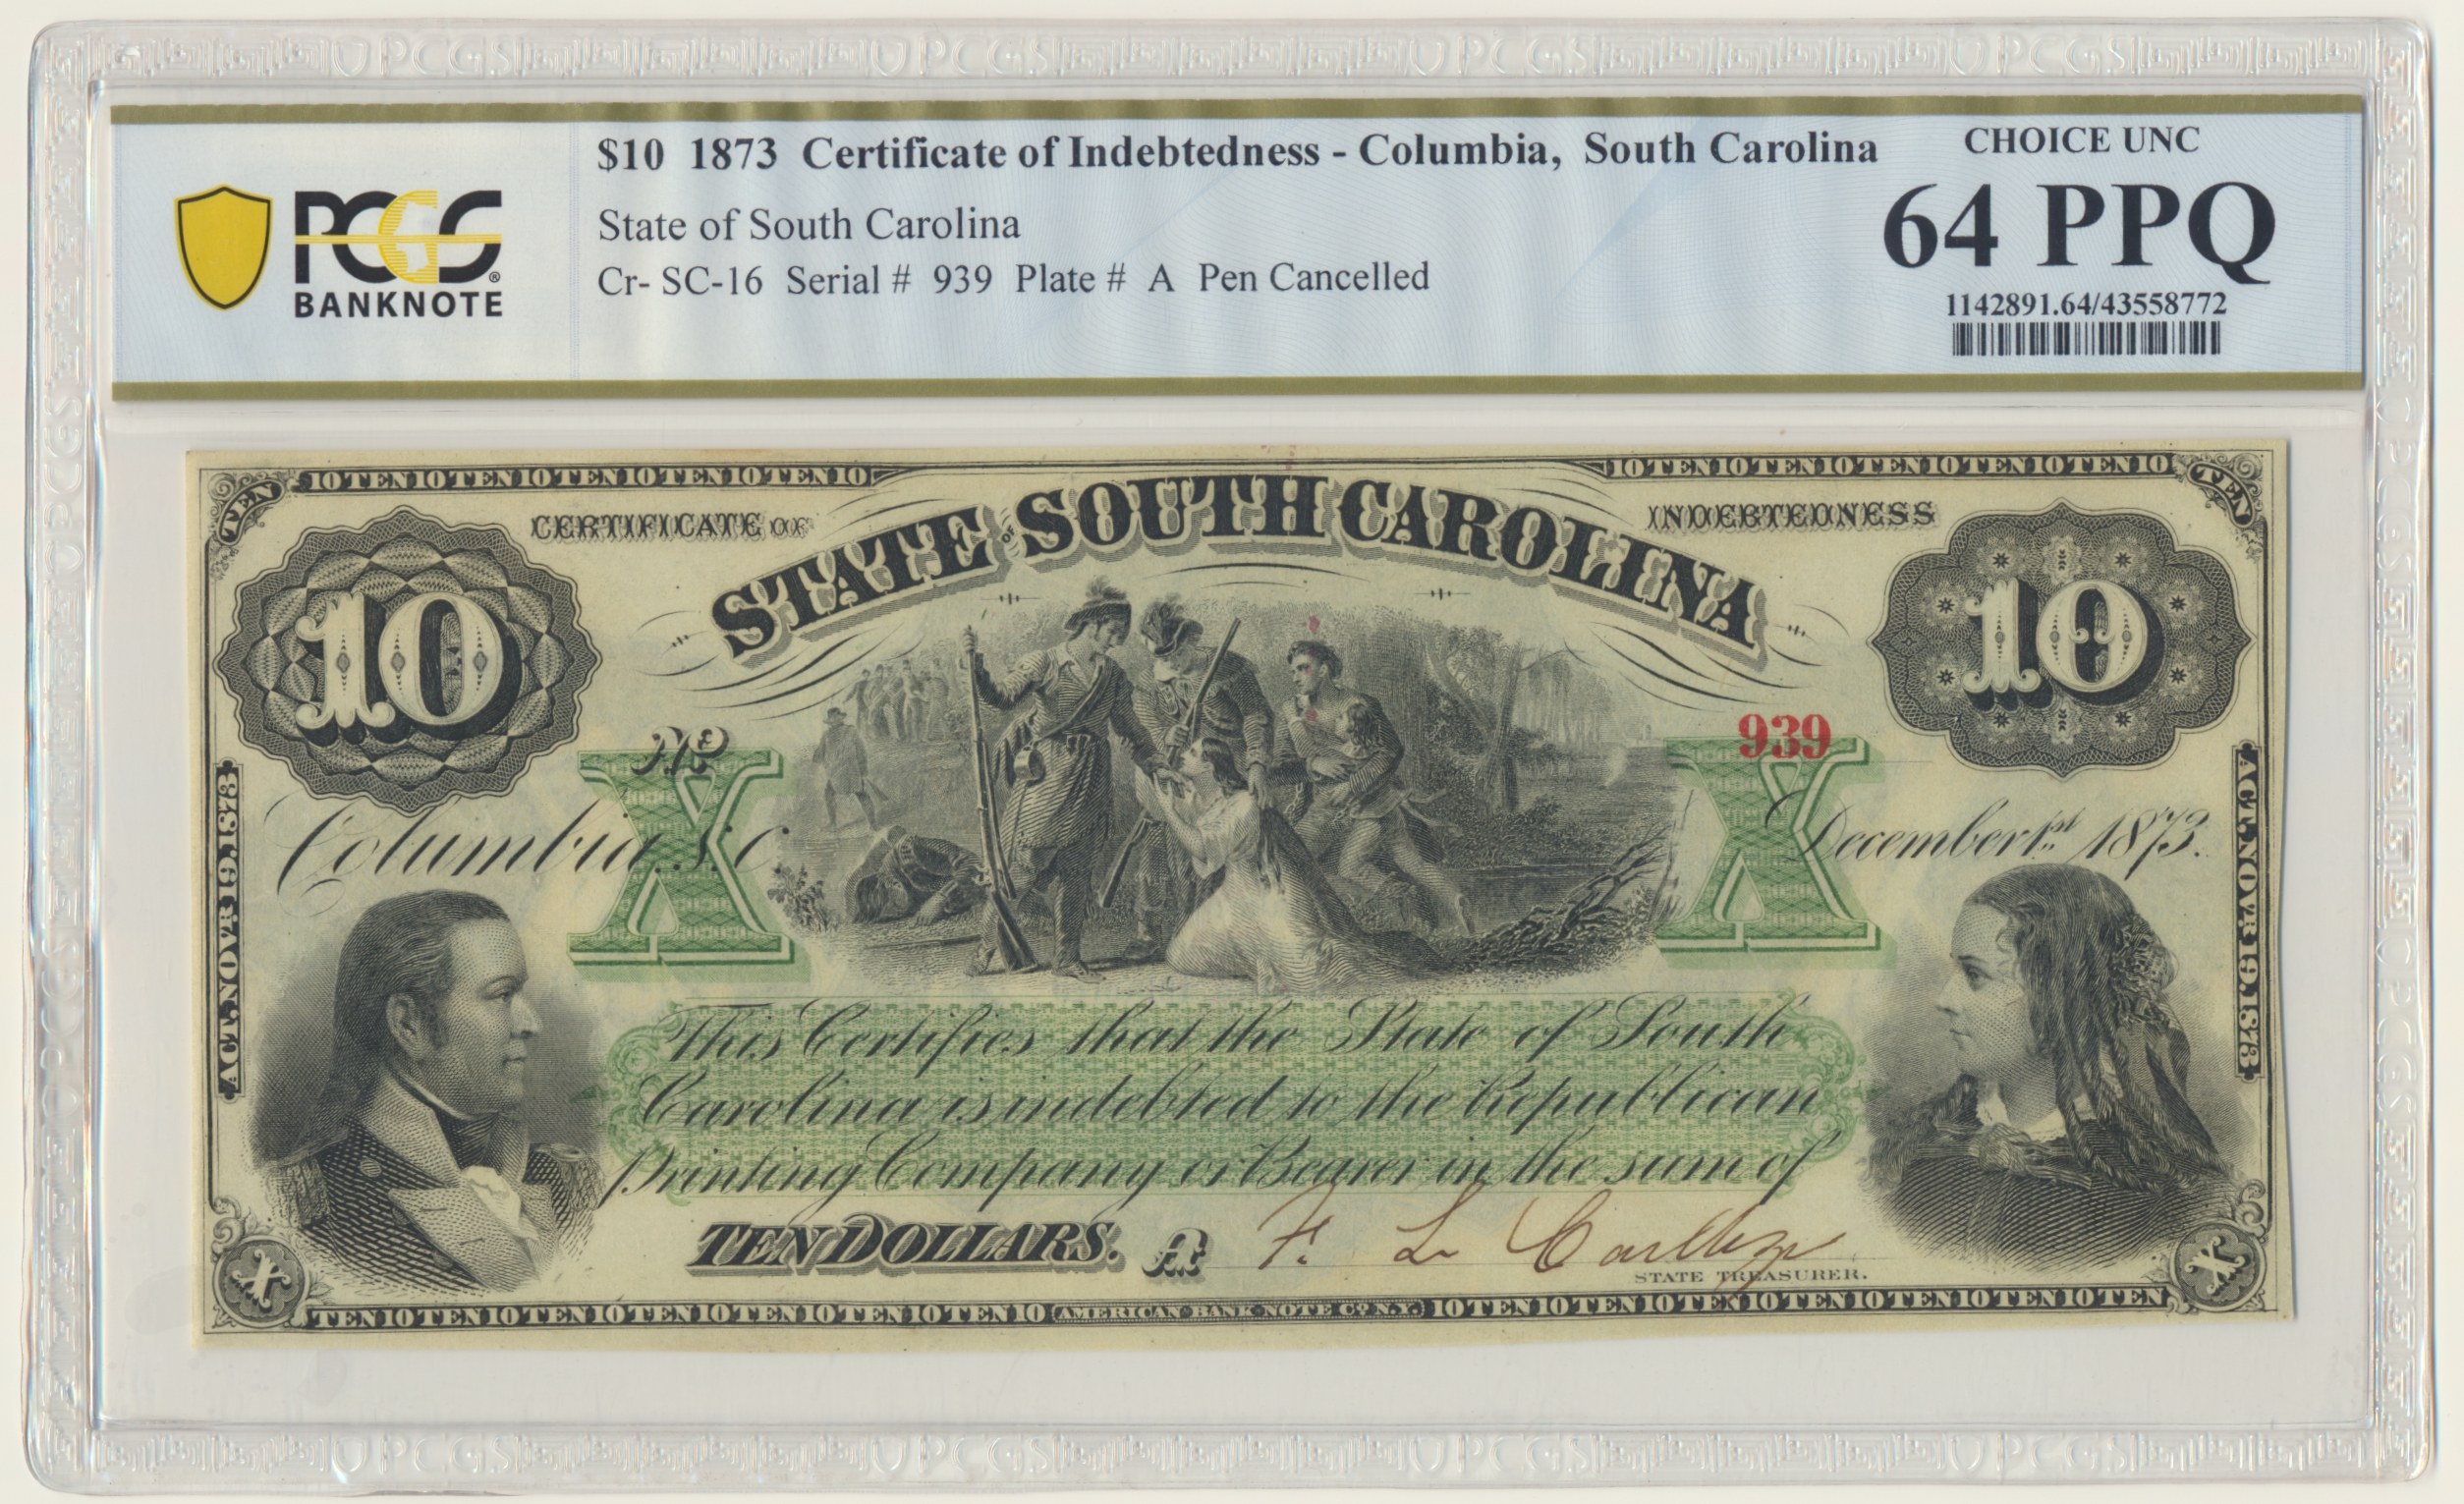 $10 1873 Certificate of Indebtedness - Columbia, South Carolina
CHOICE UNC
PCGS
BANKNOTE
State of South Carolina
64 PPQ
Cr- SC-16 Serial # 939 Plate # A Pen Cancelled
1142891.64/43558772
TEN
10TEN10TEN10TEN10TEN10TEN10
10TEN10TEN10TEN10TEN10TEN10
TEN
CERTIFICATE OF
STATE OF SOUTH CAROLINA
INDEBTEDNESS
10
10
No
939
X
X
Columbia, S.C.
December 1st 1873.
ACT. NOVR 19. 1873
ACT. NOVR 19. 1873
This Certifies that the State of South
Carolina is indebted to the Republican
Printing Company or Bearer in the sum of
TEN DOLLARS.
A
F. L. Cardozo
STATE TREASURER.
X
X
TEN10TEN10TEN10TEN10TEN10TEN10TEN10 AMERICAN BANK NOTE CO. N.Y. 10TEN10TEN10TEN10TEN10TEN10TEN10TEN